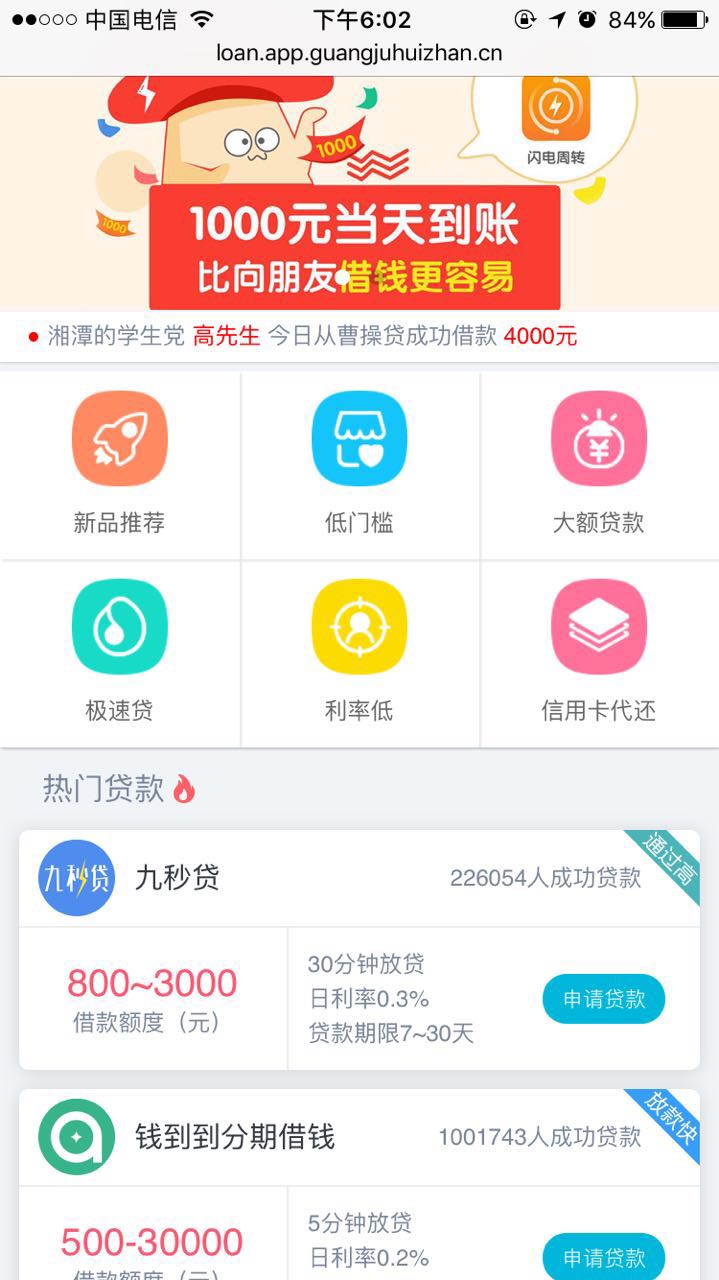 中国电信
下午6:02
84%
loan.app.guangjuhuizhan.cn
1000
闪电周转
1000
1000元当天到账
比向朋友借钱更容易
湘潭的学生党 高先生 今日从曹操贷成功借款 4000元
新品推荐
低门槛
大额贷款
极速贷
利率低
信用卡代还
热门贷款
九秒贷
九秒贷
226054人成功贷款
通过高
800~3000
借款额度（元）
30分钟放贷
日利率0.3%
贷款期限7~30天
申请贷款
钱到到分期借钱
1001743人成功贷款
放款快
500-30000
借款额度（元）
5分钟放贷
日利率0.2%
申请贷款